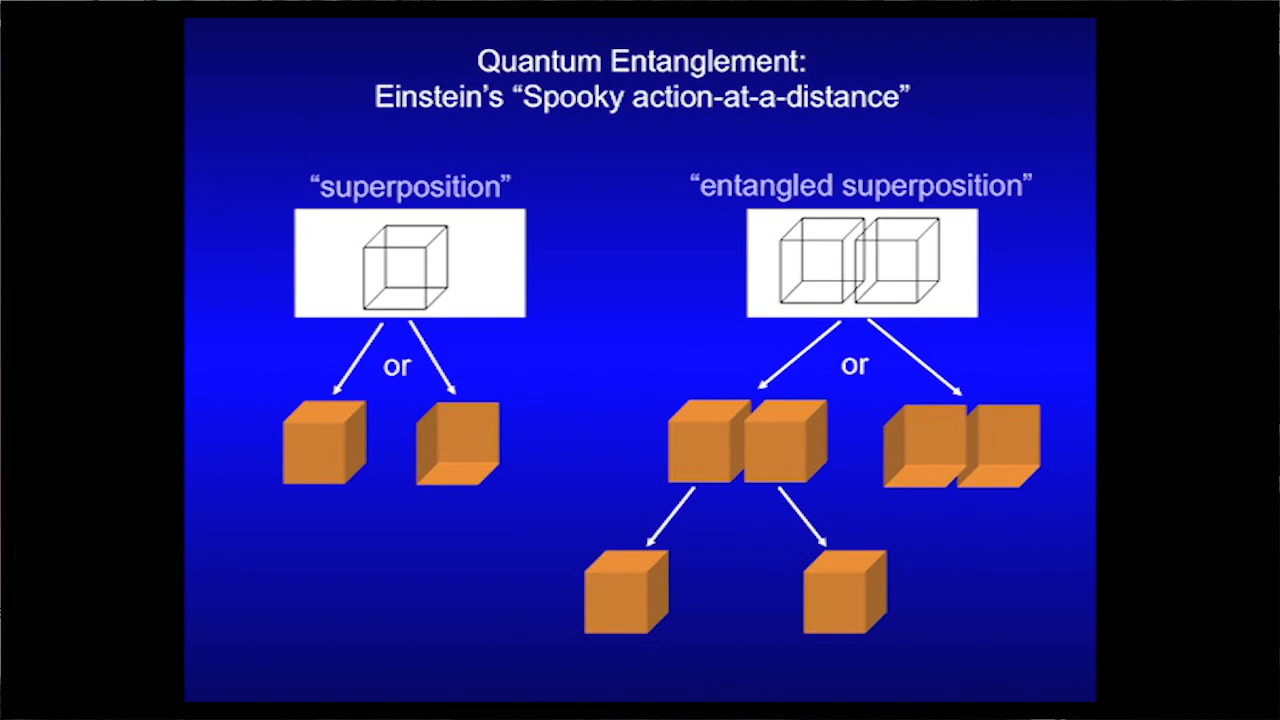 Quantum Entanglement:
Einstein’s “Spooky action-at-a-distance”
“superposition”
“entangled superposition”
or
or